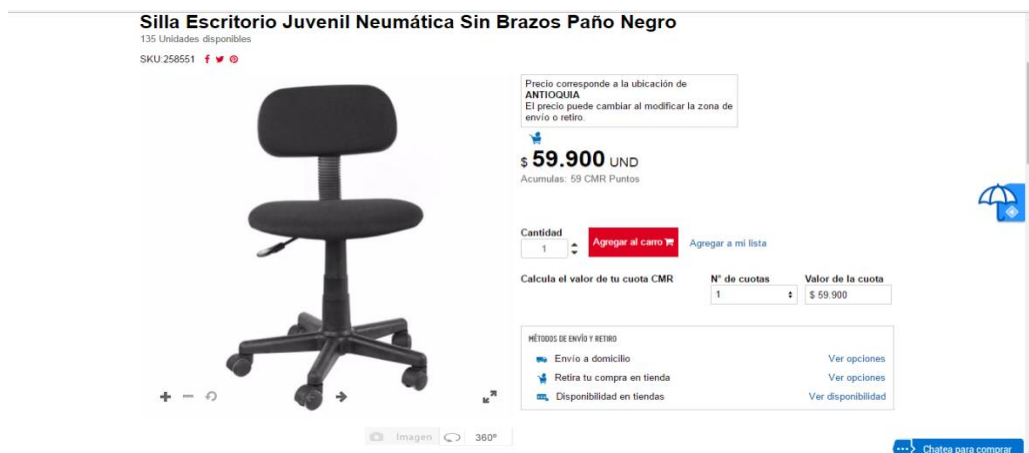 Silla Escritorio Juvenil Neumática Sin Brazos Paño Negro
135 Unidades disponibles
SKU:258551
Precio corresponde a la ubicación de
ANTIOQUIA
El precio puede cambiar al modificar la zona de
envío o retiro.
$ 59.900 UND
Acumulas: 59 CMR Puntos
Cantidad
1
Agregar al carro
Agregar a mi lista
Calcula el valor de tu cuota CMR
N° de cuotas
Valor de la cuota
1
$ 59.900
MÉTODOS DE ENVÍO Y RETIRO
Envío a domicilio
Ver opciones
Retira tu compra en tienda
Ver opciones
Disponibilidad en tiendas
Ver disponibilidad
Imagen
360º
Chatea para comprar